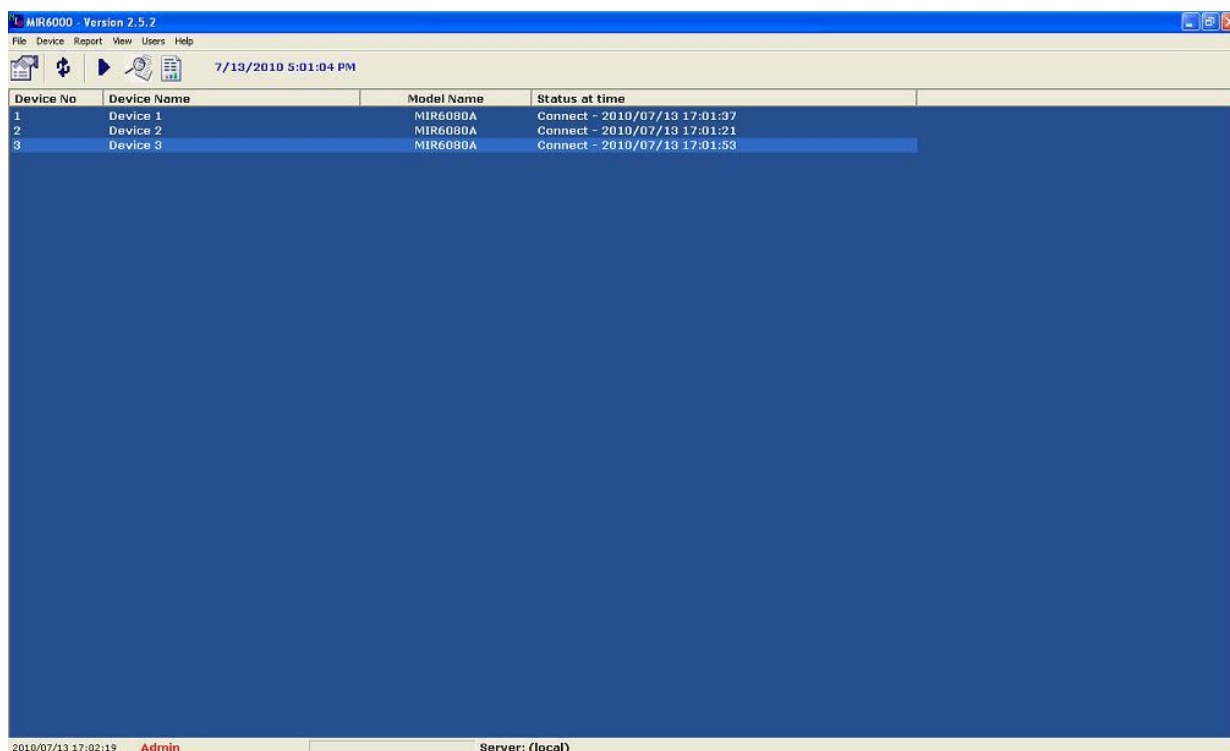 MIR6000 - Version 2.5.2
File Device Report View Users Help
7/13/2010 5:01:04 PM
Device No Device Name Model Name Status at time
1 Device 1 MIR6080A Connect - 2010/07/13 17:01:37
2 Device 2 MIR6080A Connect - 2010/07/13 17:01:21
3 Device 3 MIR6080A Connect - 2010/07/13 17:01:53
2010/07/13 17:02:19 Admin Server: (local)